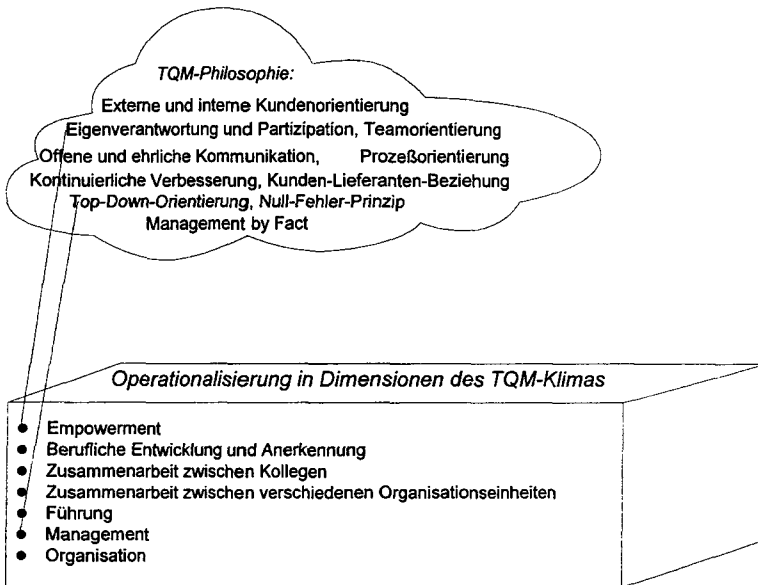 TQM-Philosophie:
Externe und interne Kundenorientierung
Eigenverantwortung und Partizipation, Teamorientierung
Offene und ehrliche Kommunikation, Prozeßorientierung
Kontinuierliche Verbesserung, Kunden-Lieferanten-Beziehung
Top-Down-Orientierung, Null-Fehler-Prinzip
Management by Fact
Operationalisierung in Dimensionen des TQM-Klimas
● Empowerment
● Berufliche Entwicklung und Anerkennung
● Zusammenarbeit zwischen Kollegen
● Zusammenarbeit zwischen verschiedenen Organisationseinheiten
● Führung
● Management
● Organisation